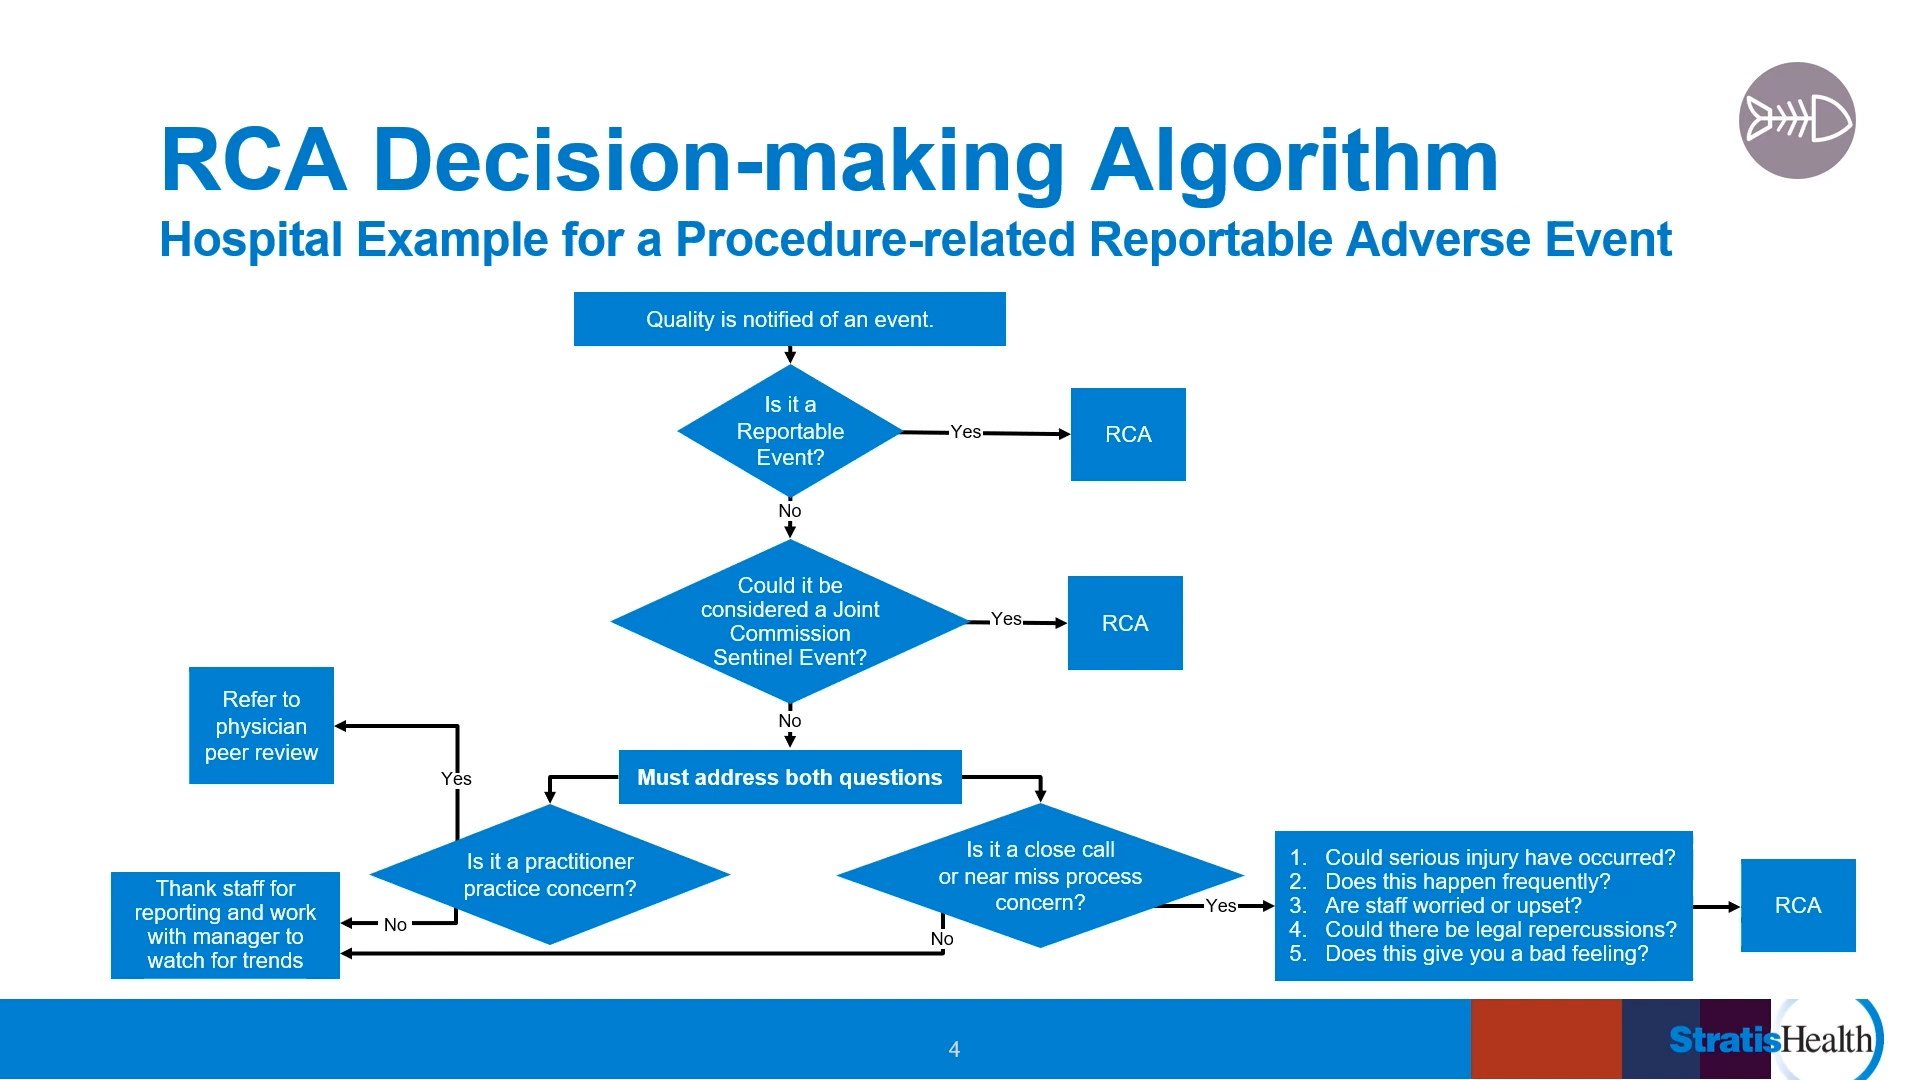 RCA Decision-making Algorithm
Hospital Example for a Procedure-related Reportable Adverse Event
Quality is notified of an event.
Is it a
Reportable
Event?
Yes
RCA
No
Could it be
considered a Joint
Commission
Sentinel Event?
Yes
RCA
No
Must address both questions
Refer to
physician
peer review
Yes
Is it a practitioner
practice concern?
No
Thank staff for
reporting and work
with manager to
watch for trends
Is it a close call
or near miss process
concern?
No
Yes
1. Could serious injury have occurred?
2. Does this happen frequently?
3. Are staff worried or upset?
4. Could there be legal repercussions?
5. Does this give you a bad feeling?
RCA
4
StratisHealth